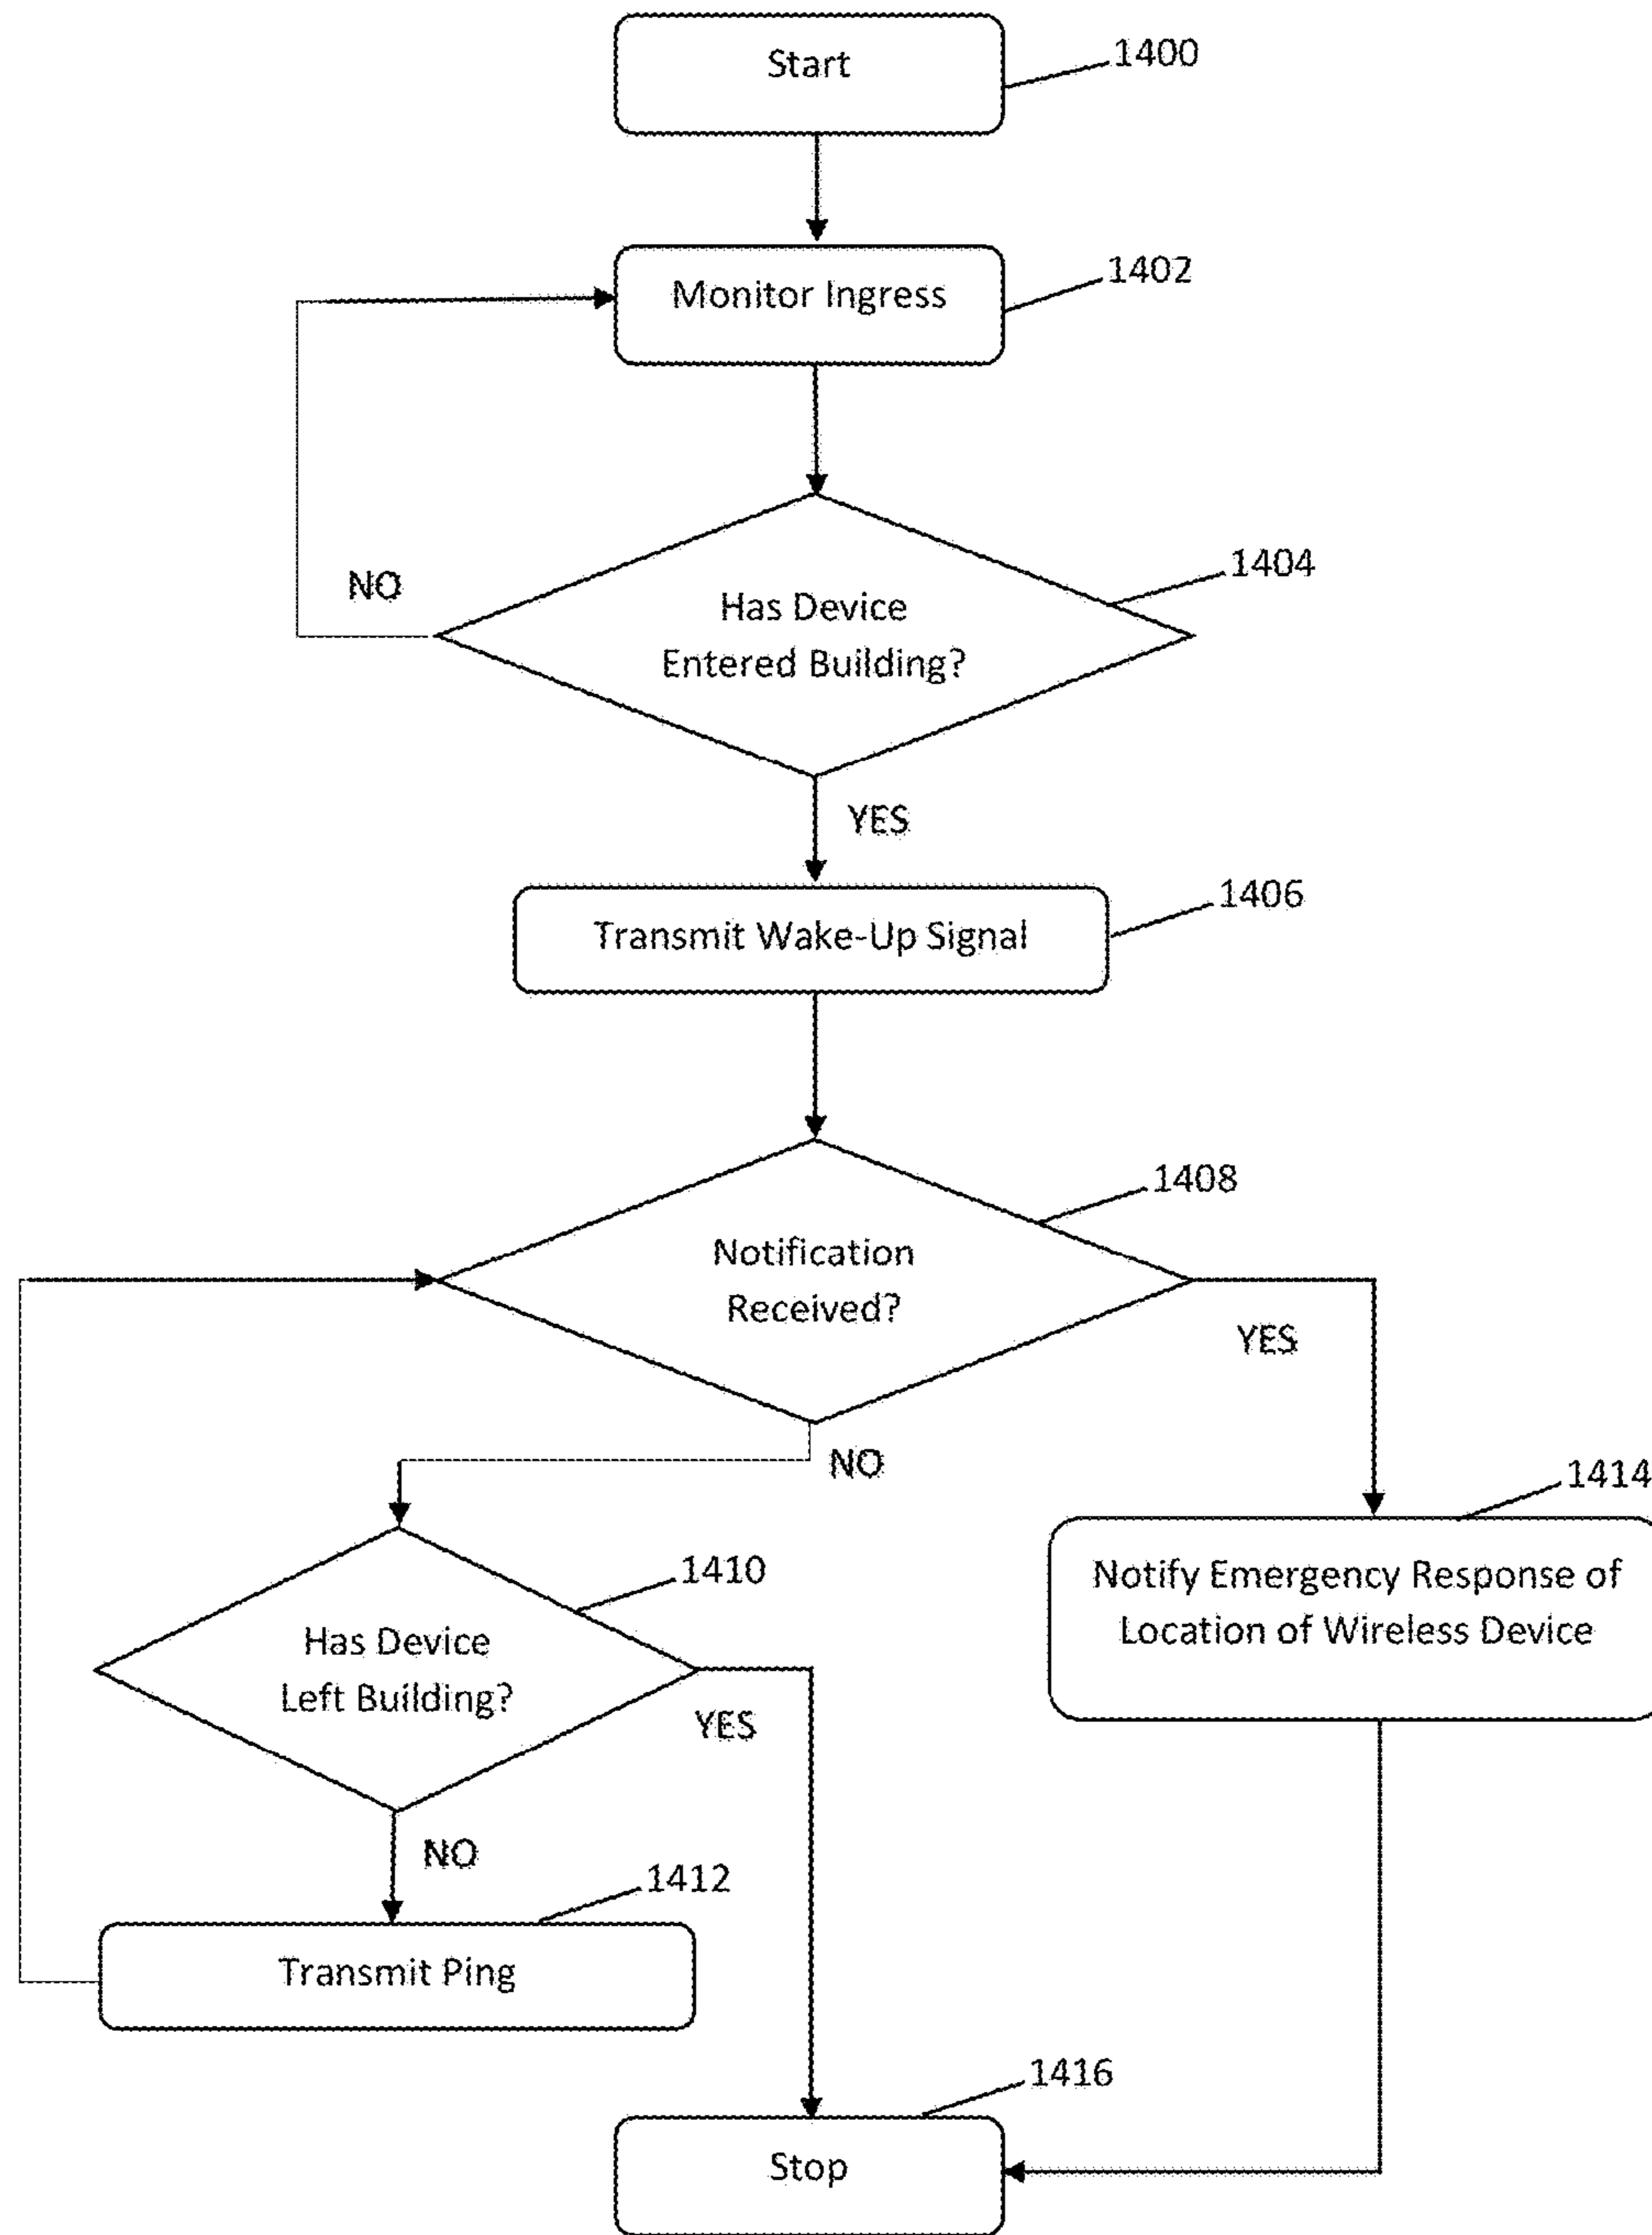 Start
1400
Monitor Ingress
1402
Has Device
Entered Building?
1404
NO
YES
Transmit Wake-Up Signal
1406
Notification
Received?
1408
YES
NO
Has Device
Left Building?
1410
YES
NO
Notify Emergency Response of
Location of Wireless Device
1414
Transmit Ping
1412
Stop
1416